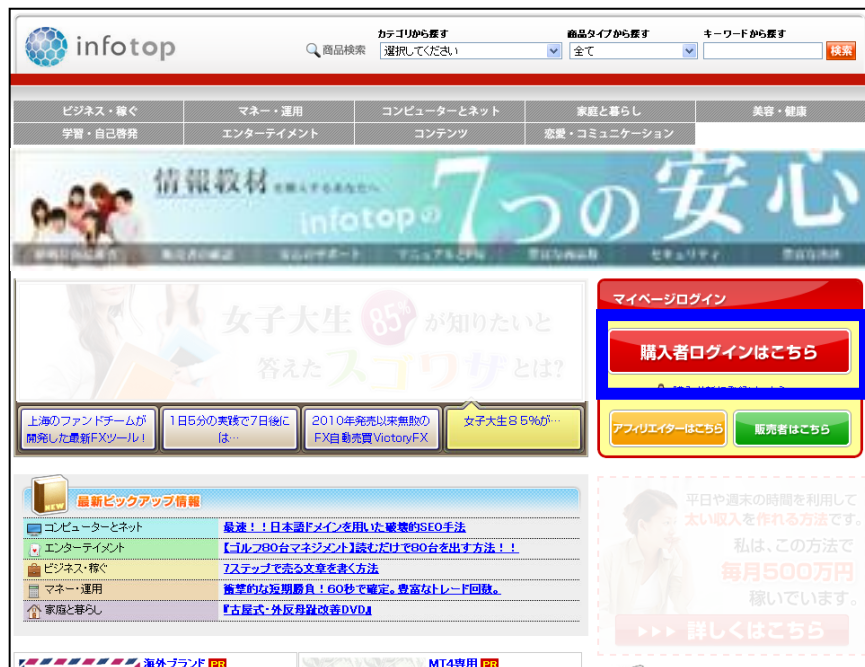 infotop
商品検索
カテゴリから探す
選択してください
商品タイプから探す
全て
キーワードから探す
検索
ビジネス・稼ぐ
マネー・運用
コンピューターとネット
家庭と暮らし
美容・健康
学習・自己啓発
エンターテイメント
コンテンツ
恋愛・コミュニケーション
情報教材
infotopの7つの安心
セキュリティ
女子大生85%が知りたいと
答えたスゴワザとは?
マイページログイン
購入者ログインはこちら
アフィリエイターはこちら
販売者はこちら
上海のファンドチームが
開発した最新FXツール!
1日5分の実践で7日後に
は…
2010年発売以来無敗の
FX自動売買VictoryFX
女子大生85%が…
NEW
最新ピックアップ情報
コンピューターとネット 最速!!日本語ドメインを用いた破壊的SEO手法
エンターテイメント 【ゴルフ80台マネジメント】読むだけで80台を出す方法!!
ビジネス・稼ぐ 7ステップで売る文章を書く方法
マネー・運用 衝撃的な短期勝負!60秒で確定。豊富なトレード回数。
家庭と暮らし 『古屋式・外反母趾改善DVD』
平日や週末の時間を利用して
太い収入を作れる方法です。
私は、この方法で
毎月500万円
稼いでいます。
詳しくはこちら
海外ブランド PR
MT4専用 PR